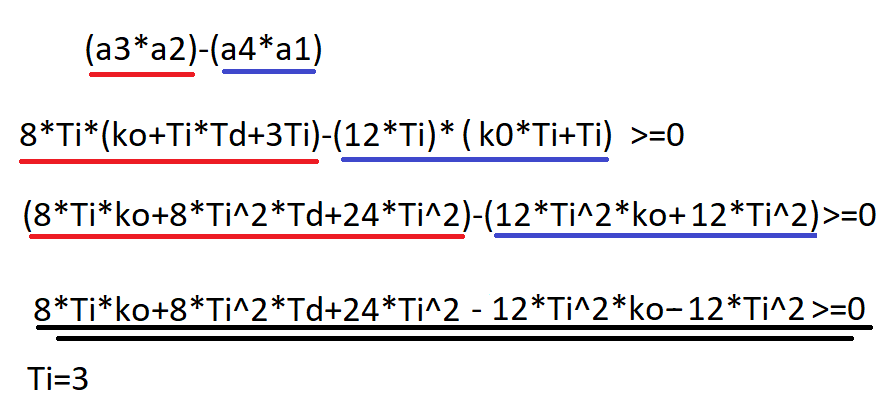 (a3*a2)-(a4*a1)
8*Ti*(ko+Ti*Td+3Ti)-(12*Ti)*(k0*Ti+Ti) >=0
(8*Ti*ko+8*Ti^2*Td+24*Ti^2)-(12*Ti^2*ko+12*Ti^2)>=0
8*Ti*ko+8*Ti^2*Td+24*Ti^2 - 12*Ti^2*ko−12*Ti^2>=0
Ti=3